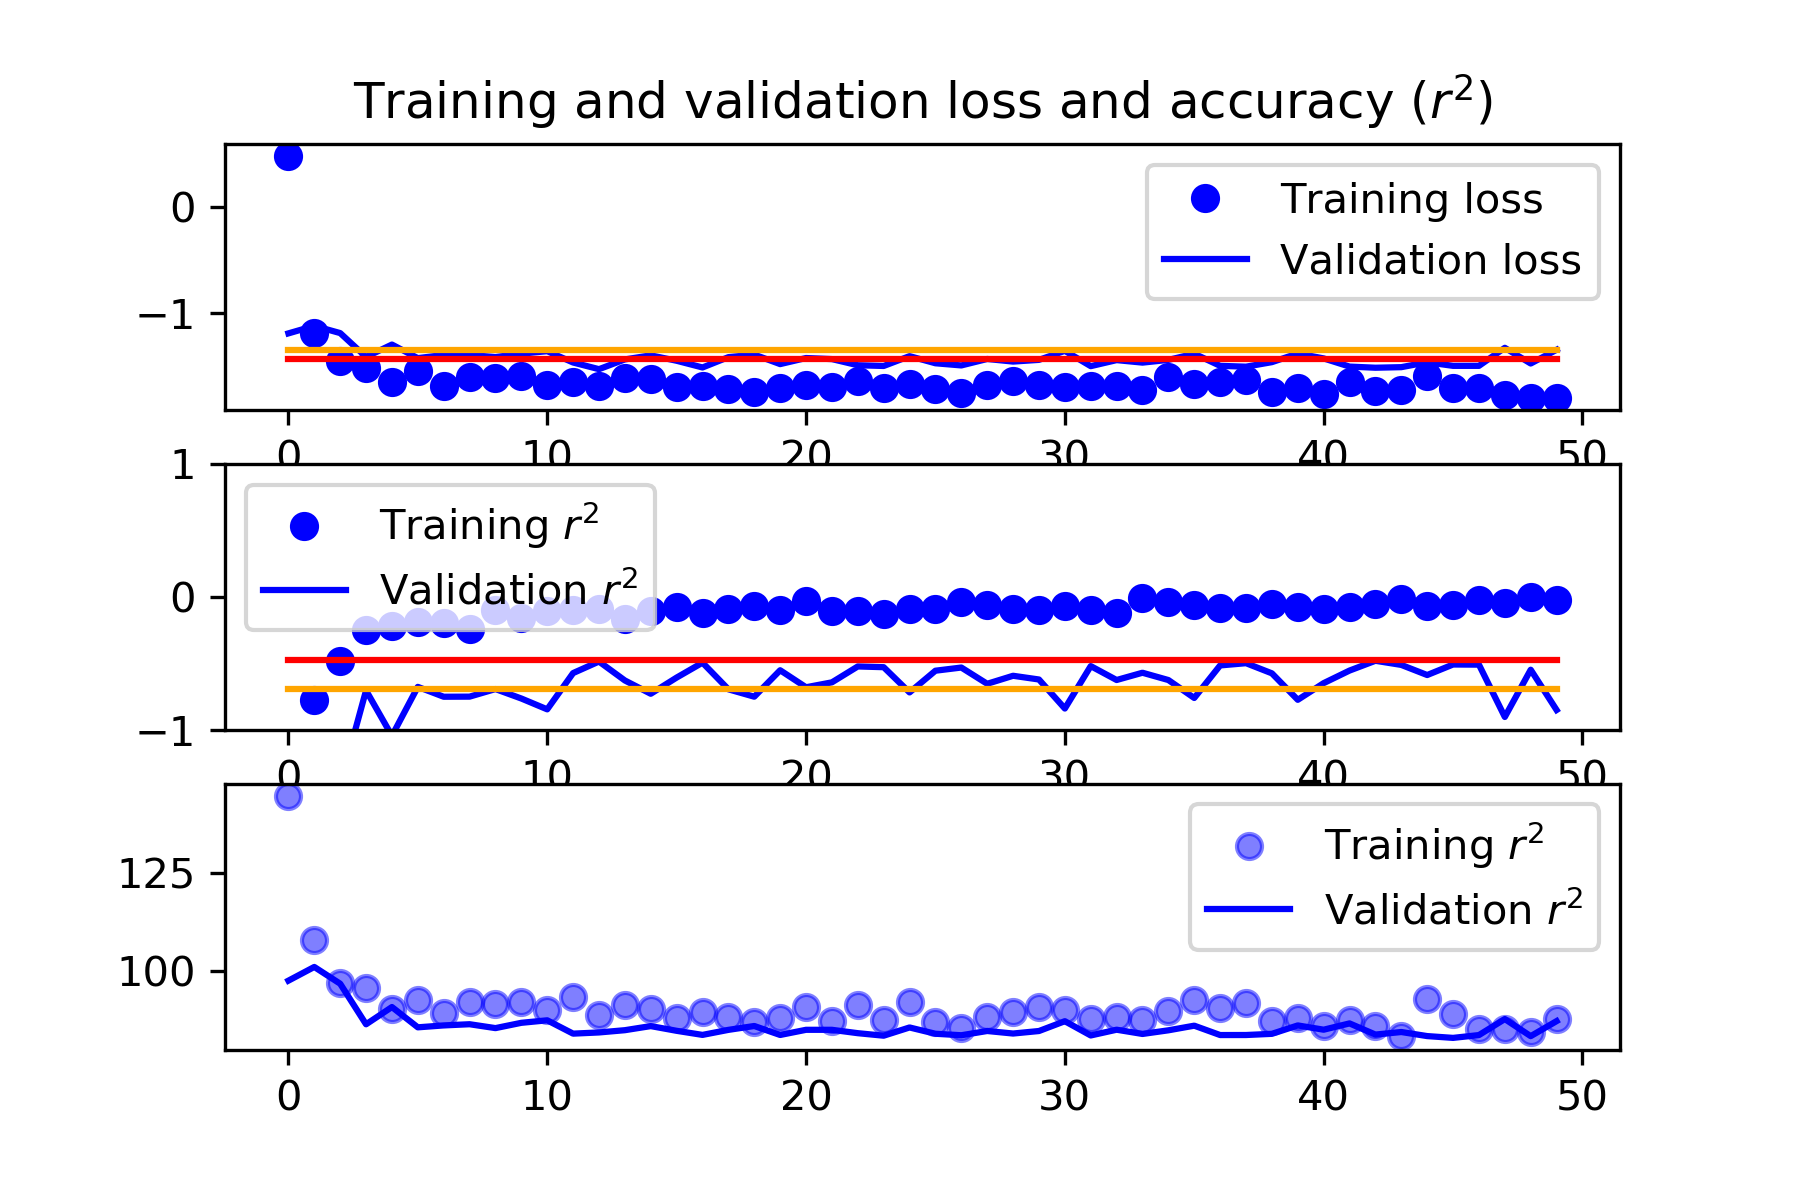 Training and validation loss and accuracy (r²)
0
−1
Training loss
Validation loss
0 10 20 30 40 50
1
0
−1
Training r²
Validation r²
0 10 20 30 40 50
125
100
Training r²
Validation r²
0 10 20 30 40 50